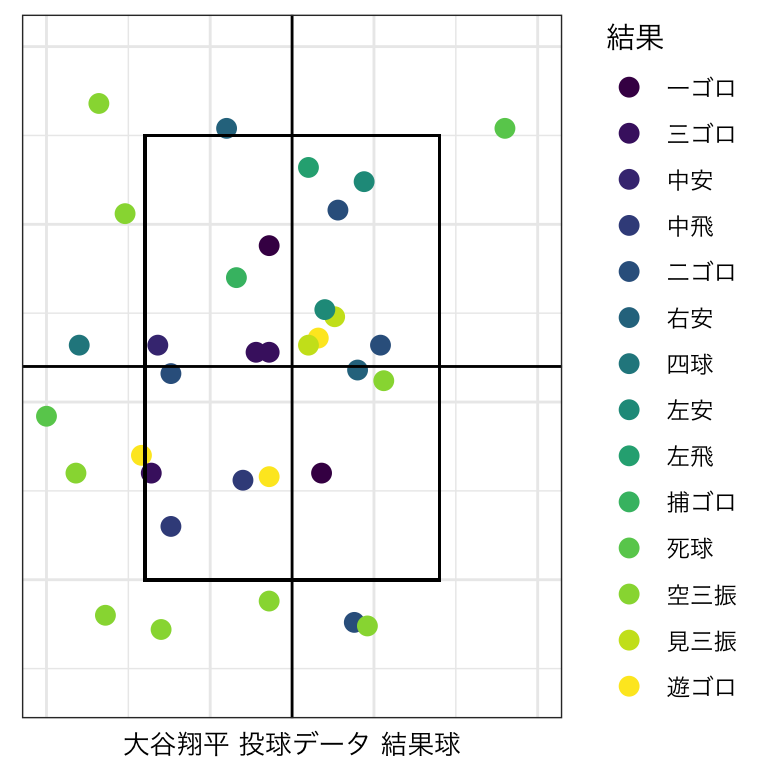 結果
一ゴロ
三ゴロ
中安
中飛
二ゴロ
右安
四球
左安
左飛
捕ゴロ
死球
空三振
見三振
遊ゴロ
大谷翔平 投球データ 結果球